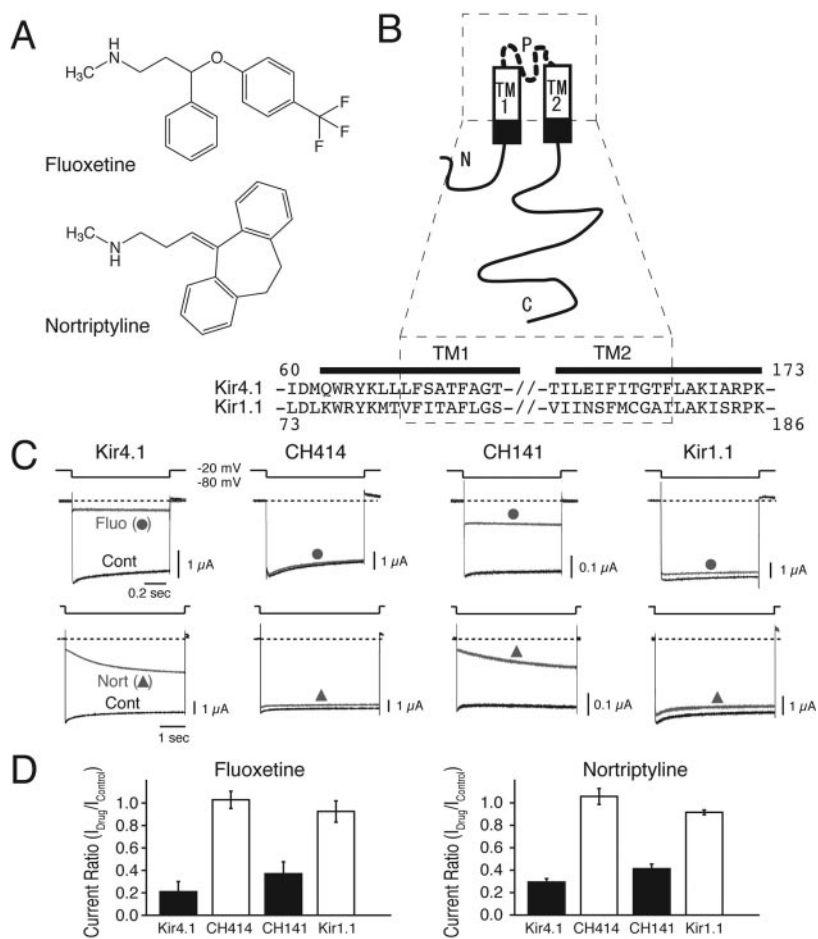 A
H
N
H3C
O
F
F
F
Fluoxetine
H3C
N
H
Nortriptyline
B
P
TM
1
TM
2
N
C
TM1 TM2
60 173
Kir4.1 -IDMQWRYKLLLFSATFAGT-//-TILEIFITGTFLAKIARPK-
Kir1.1 -LDLKWRYKMTVFITAFLGS-//-VIINSFMCGATLAKISRPK-
73 186
C
Kir4.1 CH414 CH141 Kir1.1
-20 mV
-80 mV
Fluo (●)
Cont
1 µA
0.2 sec
1 µA
0.1 µA
1 µA
Nort (▲)
Cont
1 µA
1 sec
1 µA
0.1 µA
1 µA
D
Fluoxetine
Current Ratio (IDrug/IControl)
1.0
0.8
0.6
0.4
0.2
0.0
Kir4.1 CH414 CH141 Kir1.1
Nortriptyline
Current Ratio (IDrug/IControl)
1.0
0.8
0.6
0.4
0.2
0.0
Kir4.1 CH414 CH141 Kir1.1